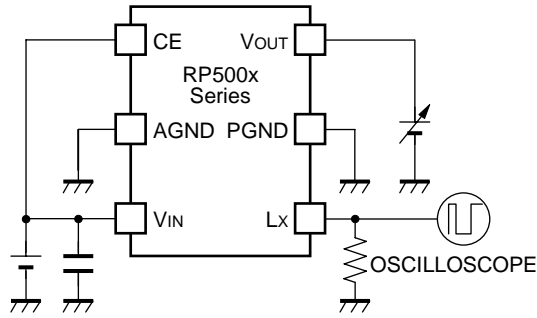 CE
VOUT
RP500x
Series
AGND
PGND
VIN
LX
OSCILLOSCOPE